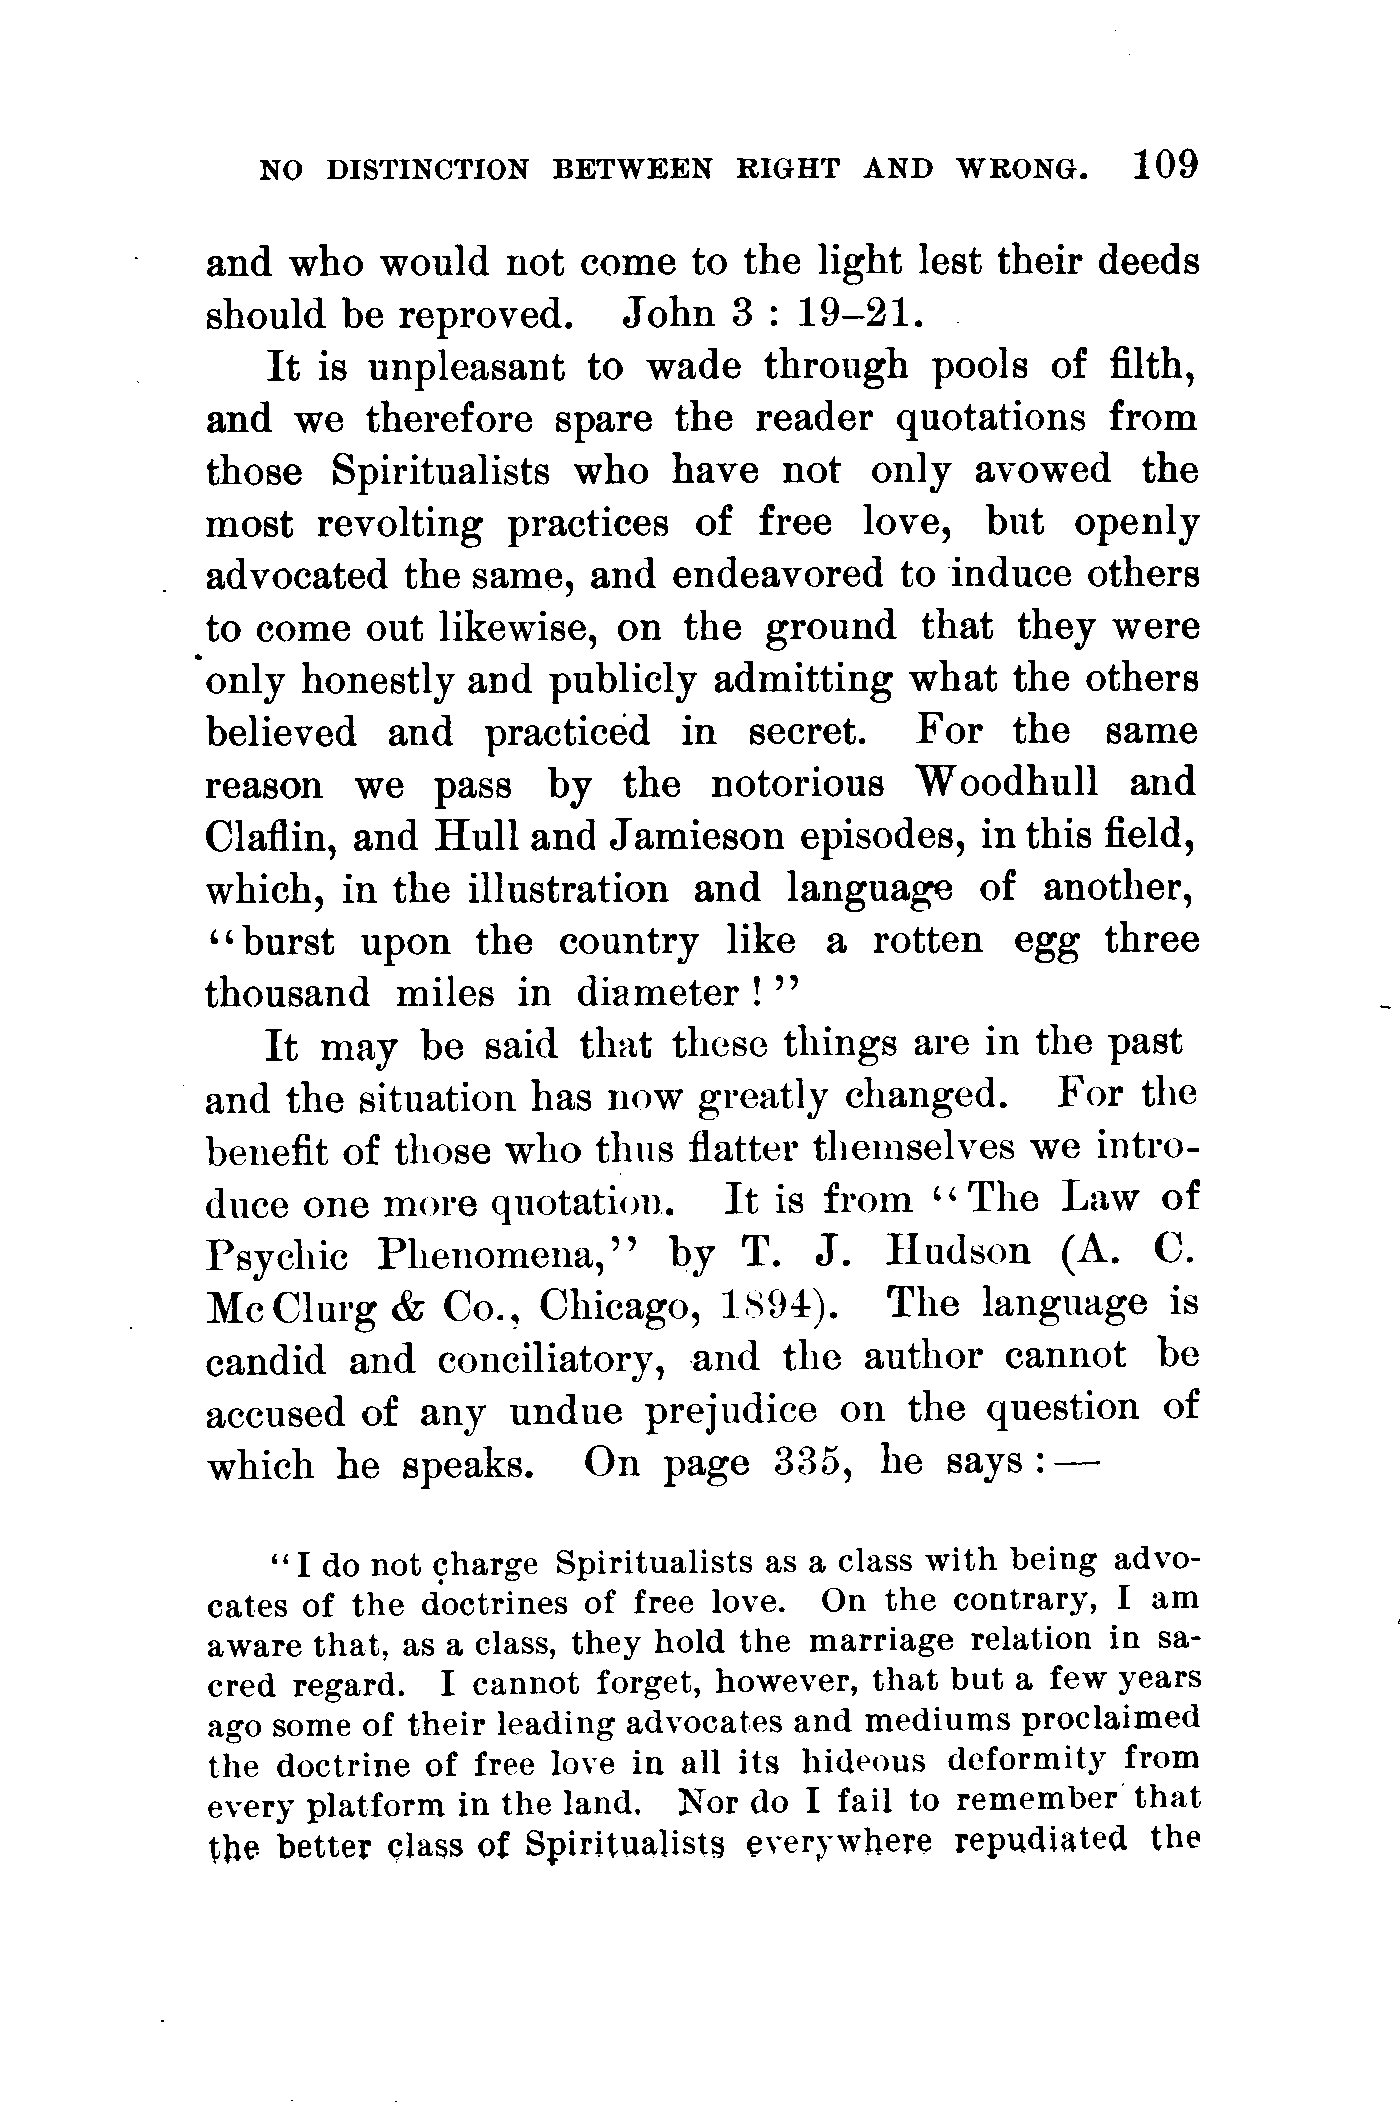 NO DISTINCTION BETWEEN RIGHT AND WRONG. 109
and who would not come to the light lest their deeds
should be reproved. John 3 : 19–21.
It is unpleasant to wade through pools of filth,
and we therefore spare the reader quotations from
those Spiritualists who have not only avowed the
most revolting practices of free love, but openly
advocated the same, and endeavored to induce others
to come out likewise, on the ground that they were
only honestly and publicly admitting what the others
believed and practiced in secret. For the same
reason we pass by the notorious Woodhull and
Claflin, and Hull and Jamieson episodes, in this field,
which, in the illustration and language of another,
“burst upon the country like a rotten egg three
thousand miles in diameter ! ”
It may be said that these things are in the past
and the situation has now greatly changed. For the
benefit of those who thus flatter themselves we intro-
duce one more quotation. It is from “ The Law of
Psychic Phenomena,” by T. J. Hudson (A. C.
Mc Clurg & Co., Chicago, 1894). The language is
candid and conciliatory, and the author cannot be
accused of any undue prejudice on the question of
which he speaks. On page 335, he says : —
“ I do not charge Spiritualists as a class with being advo-
cates of the doctrines of free love. On the contrary, I am
aware that, as a class, they hold the marriage relation in sa-
cred regard. I cannot forget, however, that but a few years
ago some of their leading advocates and mediums proclaimed
the doctrine of free love in all its hideous deformity from
every platform in the land. Nor do I fail to remember that
the better class of Spiritualists everywhere repudiated the